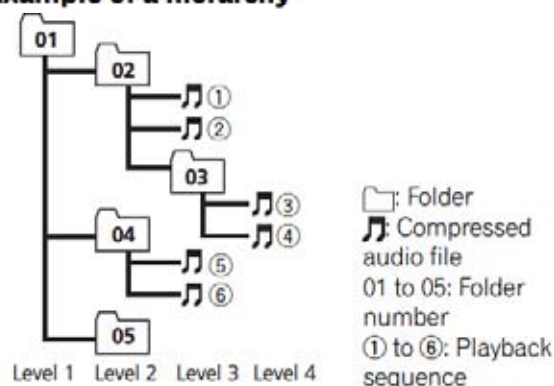 Example of a hierarchy
01
02
①
②
03
③
④
04
⑤
⑥
05
Level 1 Level 2 Level 3 Level 4
: Folder
: Compressed
audio file
01 to 05: Folder
number
① to ⑥: Playback
sequence